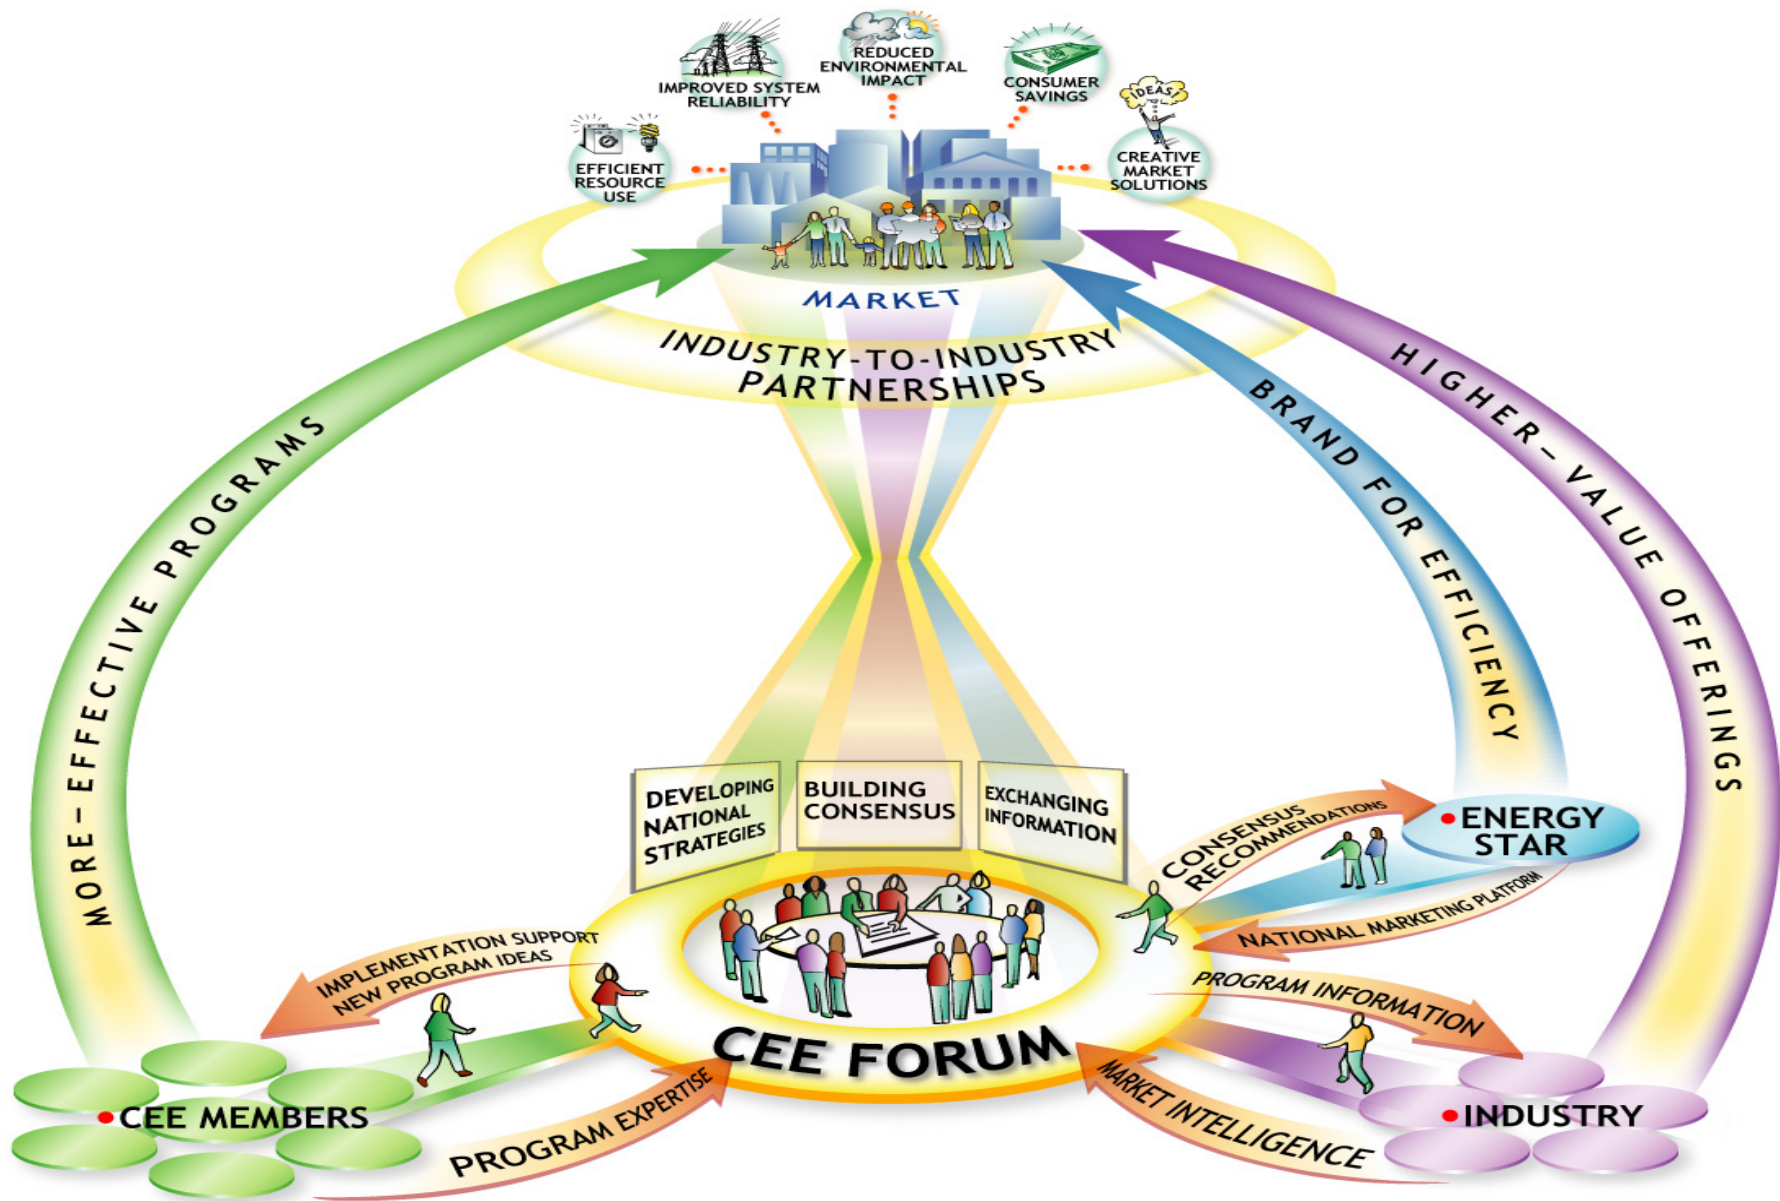 IMPROVED SYSTEM
RELIABILITY
REDUCED
ENVIRONMENTAL
IMPACT
CONSUMER
SAVINGS
IDEAS!
EFFICIENT
RESOURCE
USE
CREATIVE
MARKET
SOLUTIONS
MARKET
INDUSTRY-TO-INDUSTRY
PARTNERSHIPS
MORE-EFFECTIVE PROGRAMS
BRAND FOR EFFICIENCY
HIGHER-VALUE OFFERINGS
DEVELOPING
NATIONAL
STRATEGIES
BUILDING
CONSENSUS
EXCHANGING
INFORMATION
CONSENSUS
RECOMMENDATIONS
• ENERGY
STAR
NATIONAL MARKETING PLATFORM
IMPLEMENTATION SUPPORT
NEW PROGRAM IDEAS
PROGRAM INFORMATION
CEE FORUM
• CEE MEMBERS
PROGRAM EXPERTISE
MARKET INTELLIGENCE
• INDUSTRY